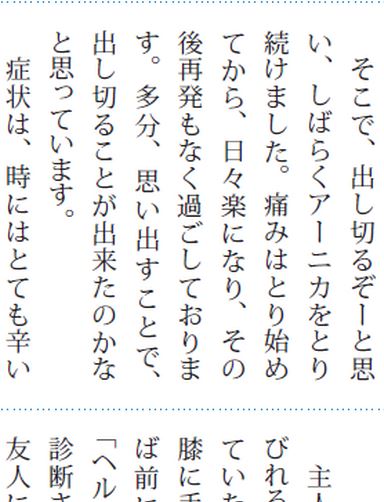 そこで、出し切るぞーと思
い、しばらくアーニカをとり
続けました。痛みはとり始め
てから、日々楽になり、その
後再発もなく過ごしておりま
す。多分、思い出すことで、
出し切ることが出来たのかな
と思っています。
症状は、時にはとても辛い
主人
びれる
ていた
膝に手
ば前に
「ヘル
診断さ
友人に